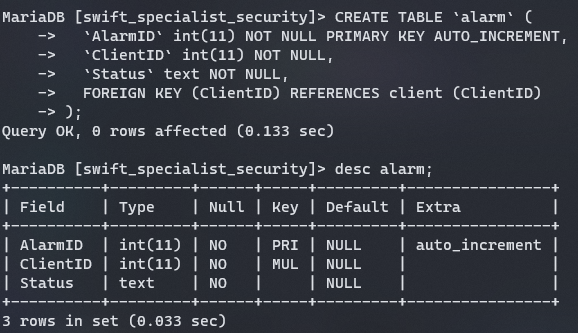 MariaDB [swift_specialist_security]> CREATE TABLE `alarm` (
    ->   `AlarmID` int(11) NOT NULL PRIMARY KEY AUTO_INCREMENT,
    ->   `ClientID` int(11) NOT NULL,
    ->   `Status` text NOT NULL,
    ->   FOREIGN KEY (ClientID) REFERENCES client (ClientID)
    -> );
Query OK, 0 rows affected (0.133 sec)

MariaDB [swift_specialist_security]> desc alarm;
+----------+---------+------+-----+---------+----------------+
| Field    | Type    | Null | Key | Default | Extra          |
+----------+---------+------+-----+---------+----------------+
| AlarmID  | int(11) | NO   | PRI | NULL    | auto_increment |
| ClientID | int(11) | NO   | MUL | NULL    |                |
| Status   | text    | NO   |     | NULL    |                |
+----------+---------+------+-----+---------+----------------+
3 rows in set (0.033 sec)